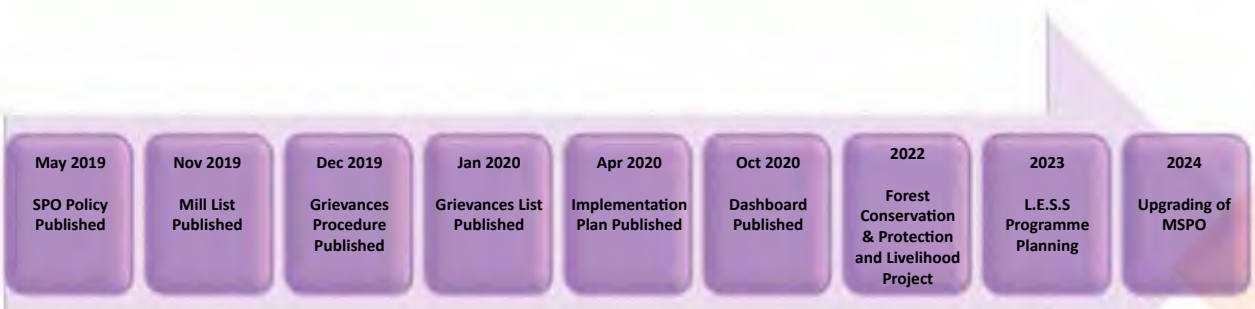 May 2019
SPO Policy
Published
Nov 2019
Mill List
Published
Dec 2019
Grievances
Procedure
Published
Jan 2020
Grievances List
Published
Apr 2020
Implementation
Plan Published
Oct 2020
Dashboard
Published
2022
Forest
Conservation
& Protection
and Livelihood
Project
2023
L.E.S.S
Programme
Planning
2024
Upgrading of
MSPO